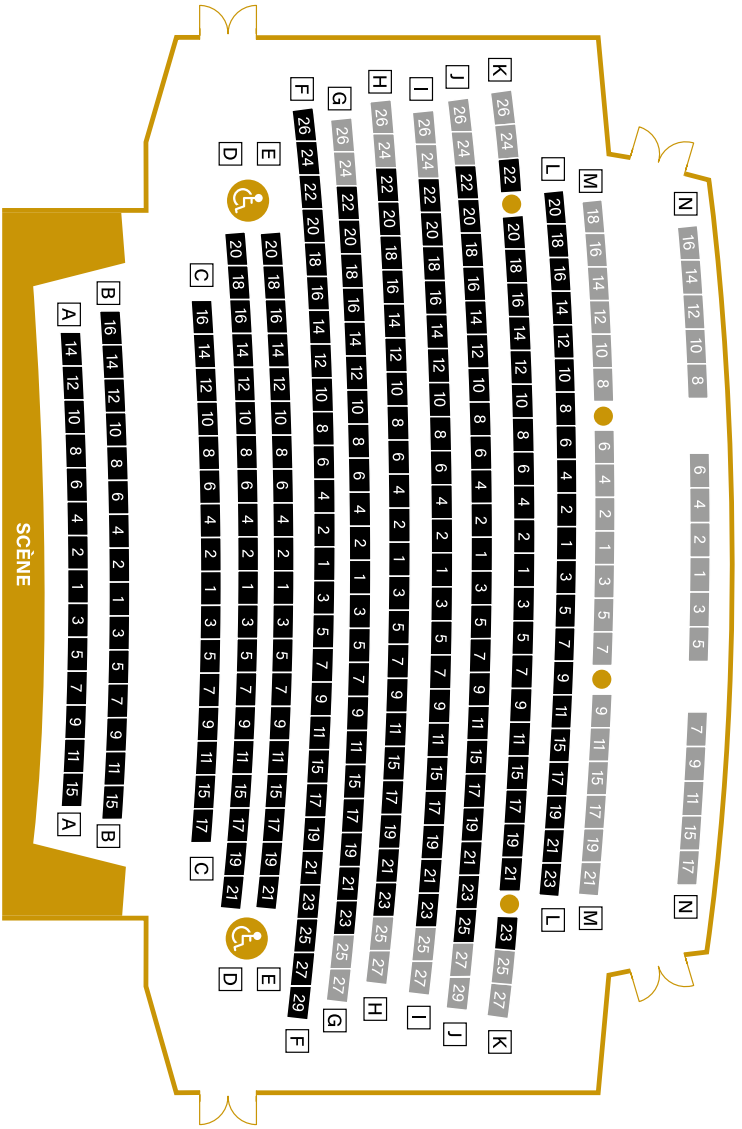 N 16 14 12 10 8 6 4 2 1 3 5 7 9 11 15 17 N
M 18 16 14 12 10 8 6 4 2 1 3 5 7 9 11 15 17 19 21 M
L 20 18 16 14 12 10 8 6 4 2 1 3 5 7 9 11 15 17 19 21 23 L
K 26 24 22 20 18 16 14 12 10 8 6 4 2 1 3 5 7 9 11 15 17 19 21 23 25 27 K
J 26 24 22 20 18 16 14 12 10 8 6 4 2 1 3 5 7 9 11 15 17 19 21 23 25 27 29 J
I 26 24 22 20 18 16 14 12 10 8 6 4 2 1 3 5 7 9 11 15 17 19 21 23 25 27 I
H 26 24 22 20 18 16 14 12 10 8 6 4 2 1 3 5 7 9 11 15 17 19 21 23 25 27 H
G 26 24 22 20 18 16 14 12 10 8 6 4 2 1 3 5 7 9 11 15 17 19 21 23 25 27 G
F 26 24 22 20 18 16 14 12 10 8 6 4 2 1 3 5 7 9 11 15 17 19 21 23 25 27 29 F
E 20 18 16 14 12 10 8 6 4 2 1 3 5 7 9 11 15 17 19 21 E
D 20 18 16 14 12 10 8 6 4 2 1 3 5 7 9 11 15 17 19 21 D
C 16 14 12 10 8 6 4 2 1 3 5 7 9 11 15 17 C
B 16 14 12 10 8 6 4 2 1 3 5 7 9 11 15 B
A 14 12 10 8 6 4 2 1 3 5 7 9 11 15 A
SCÈNE